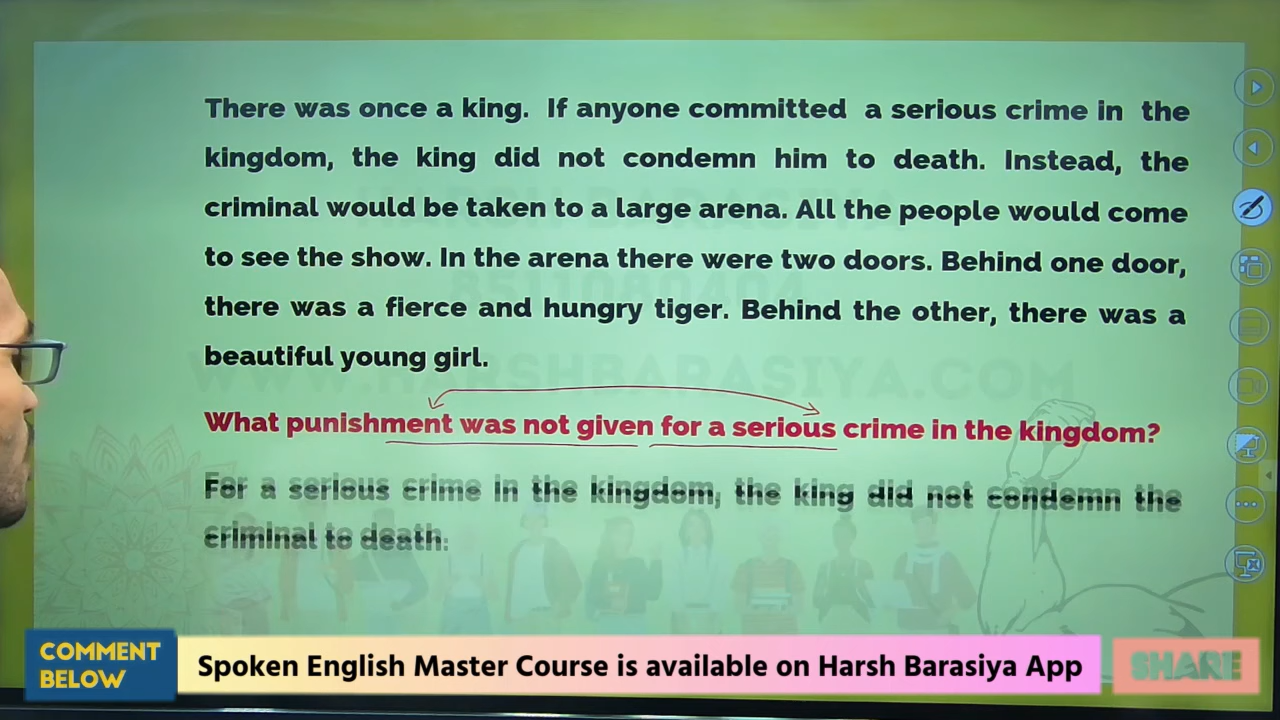 There was once a king. If anyone committed a serious crime in the
kingdom, the king did not condemn him to death. Instead, the
criminal would be taken to a large arena. All the people would come
to see the show. In the arena there were two doors. Behind one door,
there was a fierce and hungry tiger. Behind the other, there was a
beautiful young girl.
What punishment was not given for a serious crime in the kingdom?
For a serious crime in the kingdom, the king did not condemn the
criminal to death.
WWW.HARSHBARASIYA.COM
COMMENT
BELOW
Spoken English Master Course is available on Harsh Barasiya App
SHARE